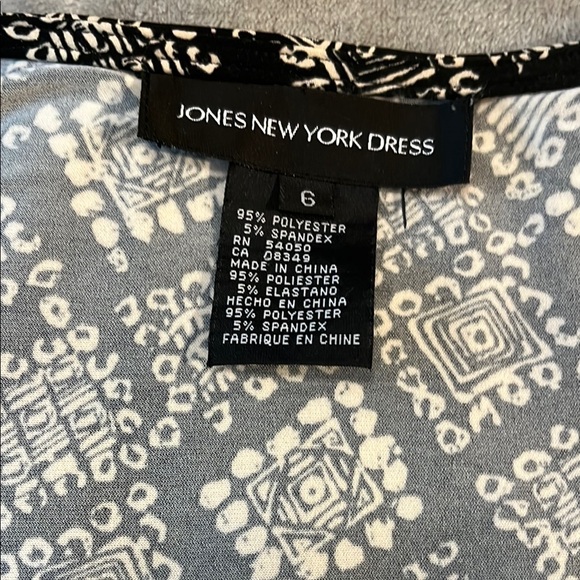 JONES NEW YORK DRESS
6
95% POLYESTER
5% SPANDEX
RN 54050
CA 08349
MADE IN CHINA
95% POLIESTER
5% ELASTANO
HECHO EN CHINA
95% POLYESTER
5% SPANDEX
FABRIQUE EN CHINE